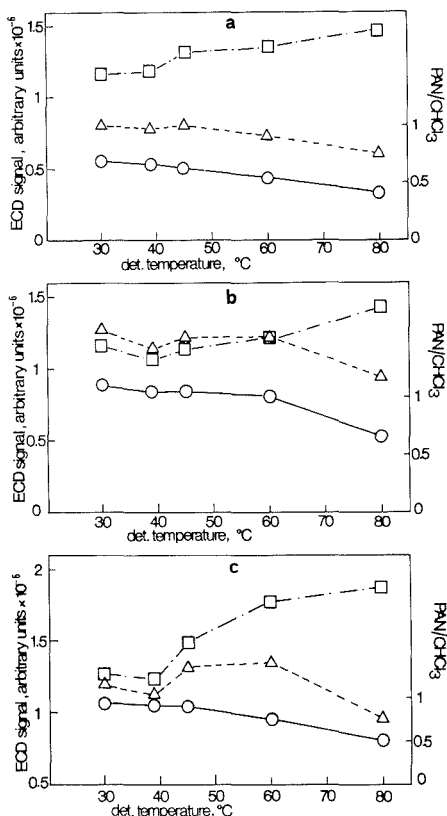 a
ECD signal, arbitrary units×10⁻⁶
1.5
1
0.5
0
PAN/CHCl₃
1
0.5
30 40 50 60 70 80
det. temperature, °C
b
ECD signal, arbitrary units×10⁻⁶
1.5
1
0.5
0
PAN/CHCl₃
1
0.5
0
30 40 50 60 70 80
det. temperature, °C
c
ECD signal, arbitrary units×10⁻⁶
2
1.5
1
0.5
PAN/CHCl₃
1
0.5
0
30 40 50 60 70 80
det. temperature, °C